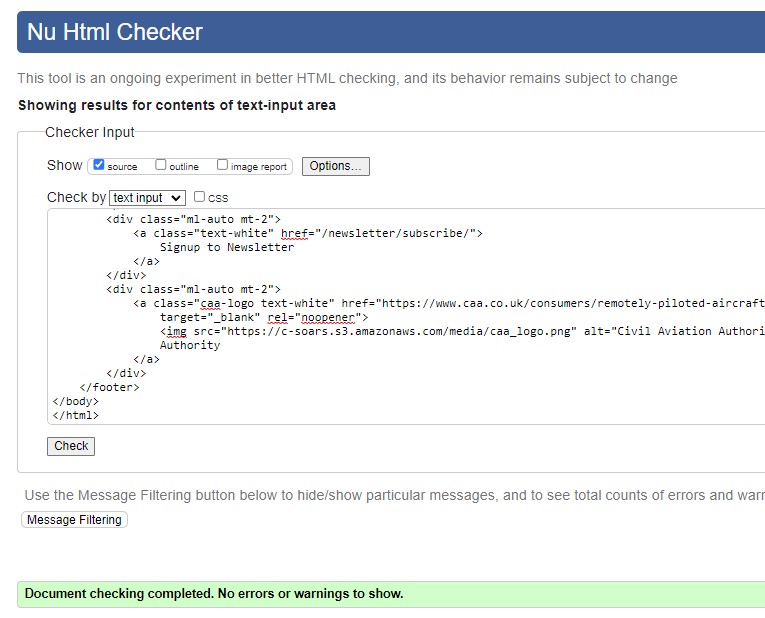 Nu Html Checker
This tool is an ongoing experiment in better HTML checking, and its behavior remains subject to change
Showing results for contents of text-input area
Checker Input
Show source outline image report Options...
Check by text input css
<div class="ml-auto mt-2">
<a class="text-white" href="/newsletter/subscribe/">
Signup to Newsletter
</a>
</div>
<div class="ml-auto mt-2">
<a class="caa-logo text-white" href="https://www.caa.co.uk/consumers/remotely-piloted-aircraft
target="_blank" rel="noopener">
<img src="https://c-soars.s3.amazonaws.com/media/caa_logo.png" alt="Civil Aviation Authori
Authority
</a>
</div>
</footer>
</body>
</html>
Check
Use the Message Filtering button below to hide/show particular messages, and to see total counts of errors and warr
Message Filtering
Document checking completed. No errors or warnings to show.